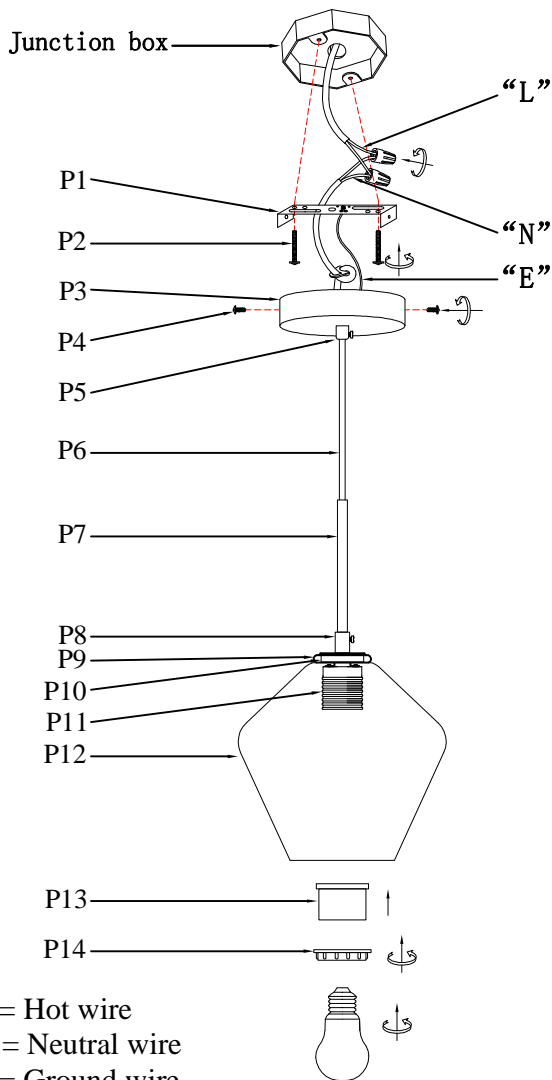 Junction box
“L”
P1
“N”
P2
“E”
P3
P4
P5
P6
P7
P8
P9
P10
P11
P12
P13
P14
= Hot wire
= Neutral wire
= Ground wire